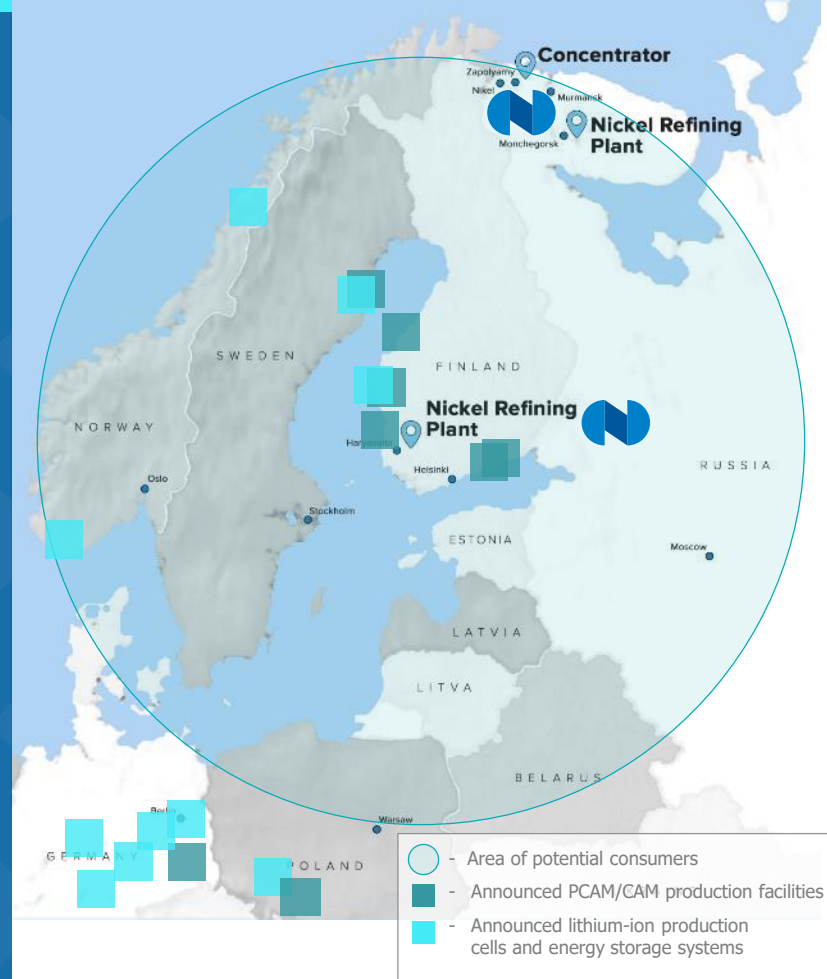 Concentrator
Zapolyarny
Nikel
Murmansk
Nickel Refining
Plant
Monchegorsk
SWEDEN
FINLAND
NORWAY
Nickel Refining
Plant
Harjavalta
Helsinki
RUSSIA
Oslo
Stockholm
ESTONIA
Moscow
LATVIA
LITVA
BELARUS
Berlin
Warsaw
GERMANY
POLAND
- Area of potential consumers
- Announced PCAM/CAM production facilities
- Announced lithium-ion production
cells and energy storage systems